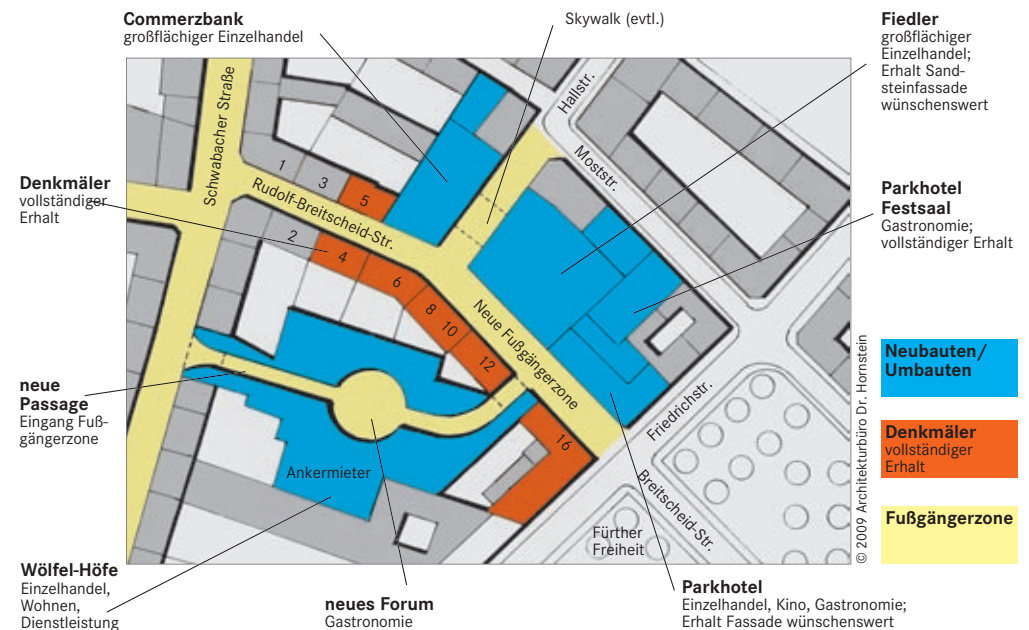 Commerzbank
großflächiger Einzelhandel
Skywalk (evtl.)
Fiedler
großflächiger
Einzelhandel;
Erhalt Sand-
steinfassade
wünschenswert
Schwabacher Straße
Hallstr.
Moststr.
Denkmäler
vollständiger
Erhalt
1
3
5
Rudolf-Breitscheid-Str.
2
4
6
8
10
12
16
Neue Fußgängerzone
Parkhotel
Festsaal
Gastronomie;
vollständiger Erhalt
neue
Passage
Eingang Fuß-
gängerzone
Ankermieter
Friedrichstr.
Breitscheid-Str.
Fürther
Freiheit
© 2009 Architekturbüro Dr. Hornstein
Neubauten/
Umbauten
Denkmäler
vollständiger
Erhalt
Fußgängerzone
Wölfel-Höfe
Einzelhandel,
Wohnen,
Dienstleistung
neues Forum
Gastronomie
Parkhotel
Einzelhandel, Kino, Gastronomie;
Erhalt Fassade wünschenswert